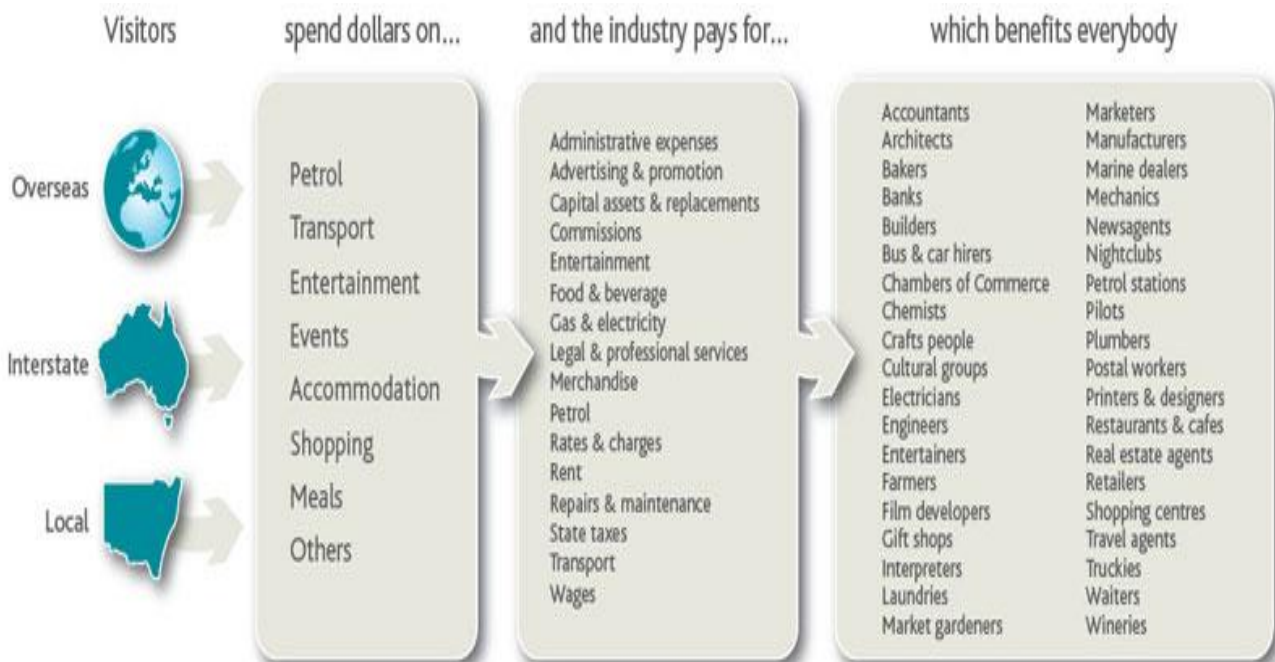 Visitors
spend dollars on...
and the industry pays for...
which benefits everybody
Overseas
Interstate
Local
Petrol
Transport
Entertainment
Events
Accommodation
Shopping
Meals
Others
Administrative expenses
Advertising & promotion
Capital assets & replacements
Commissions
Entertainment
Food & beverage
Gas & electricity
Legal & professional services
Merchandise
Petrol
Rates & charges
Rent
Repairs & maintenance
State taxes
Transport
Wages
Accountants
Architects
Bakers
Banks
Builders
Bus & car hirers
Chambers of Commerce
Chemists
Crafts people
Cultural groups
Electricians
Engineers
Entertainers
Farmers
Film developers
Gift shops
Interpreters
Laundries
Market gardeners
Marketers
Manufacturers
Marine dealers
Mechanics
Newsagents
Nightclubs
Petrol stations
Pilots
Plumbers
Postal workers
Printers & designers
Restaurants & cafes
Real estate agents
Retailers
Shopping centres
Travel agents
Truckies
Waiters
Wineries